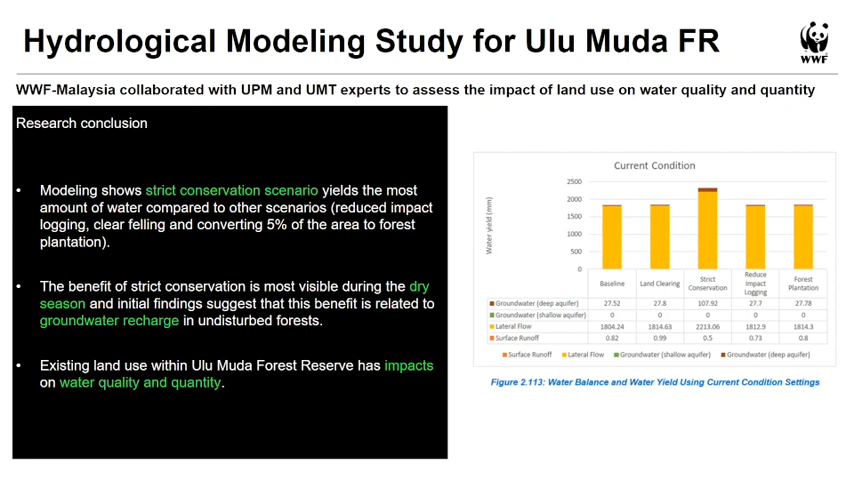 Hydrological Modeling Study for Ulu Muda FR
WWF
WWF-Malaysia collaborated with UPM and UMT experts to assess the impact of land use on water quality and quantity
Research conclusion
• Modeling shows strict conservation scenario yields the most
amount of water compared to other scenarios (reduced impact
logging, clear felling and converting 5% of the area to forest
plantation).
• The benefit of strict conservation is most visible during the dry
season and initial findings suggest that this benefit is related to
groundwater recharge in undisturbed forests.
• Existing land use within Ulu Muda Forest Reserve has impacts
on water quality and quantity.
Current Condition
Water yield (mm)
2500
2000
1500
1000
500
0
Baseline Land Clearing Strict Conservation Reduce Impact Logging Forest Plantation
Groundwater (deep aquifer) 27.52 27.8 107.92 27.7 27.78
Groundwater (shallow aquifer) 0 0 0 0 0
Lateral Flow 1804.24 1814.63 2213.06 1812.9 1814.3
Surface Runoff 0.82 0.99 0.5 0.73 0.8
Surface Runoff Lateral Flow Groundwater (shallow aquifer) Groundwater (deep aquifer)
Figure 2.113: Water Balance and Water Yield Using Current Condition Settings